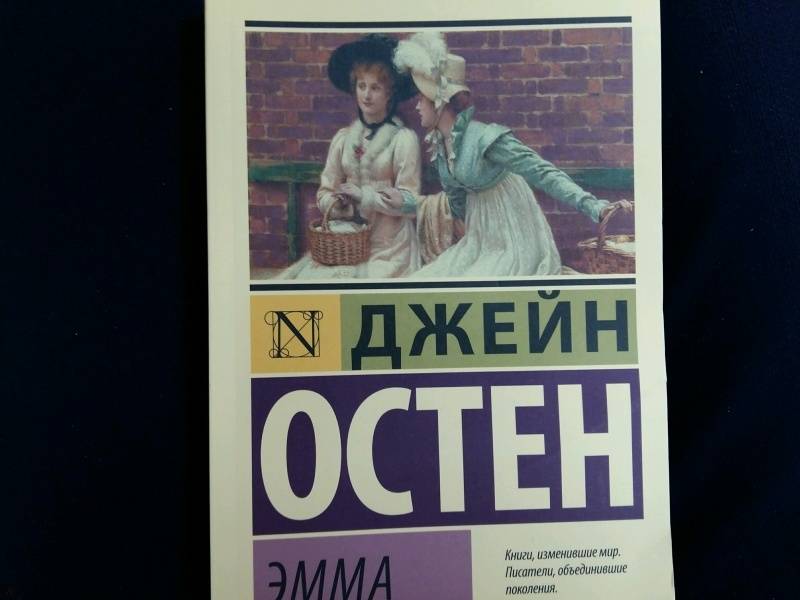 N
ДЖЕЙН
ОСТЕН
ЭММА
Книги, изменившие мир.
Писатели, объединившие
поколения.